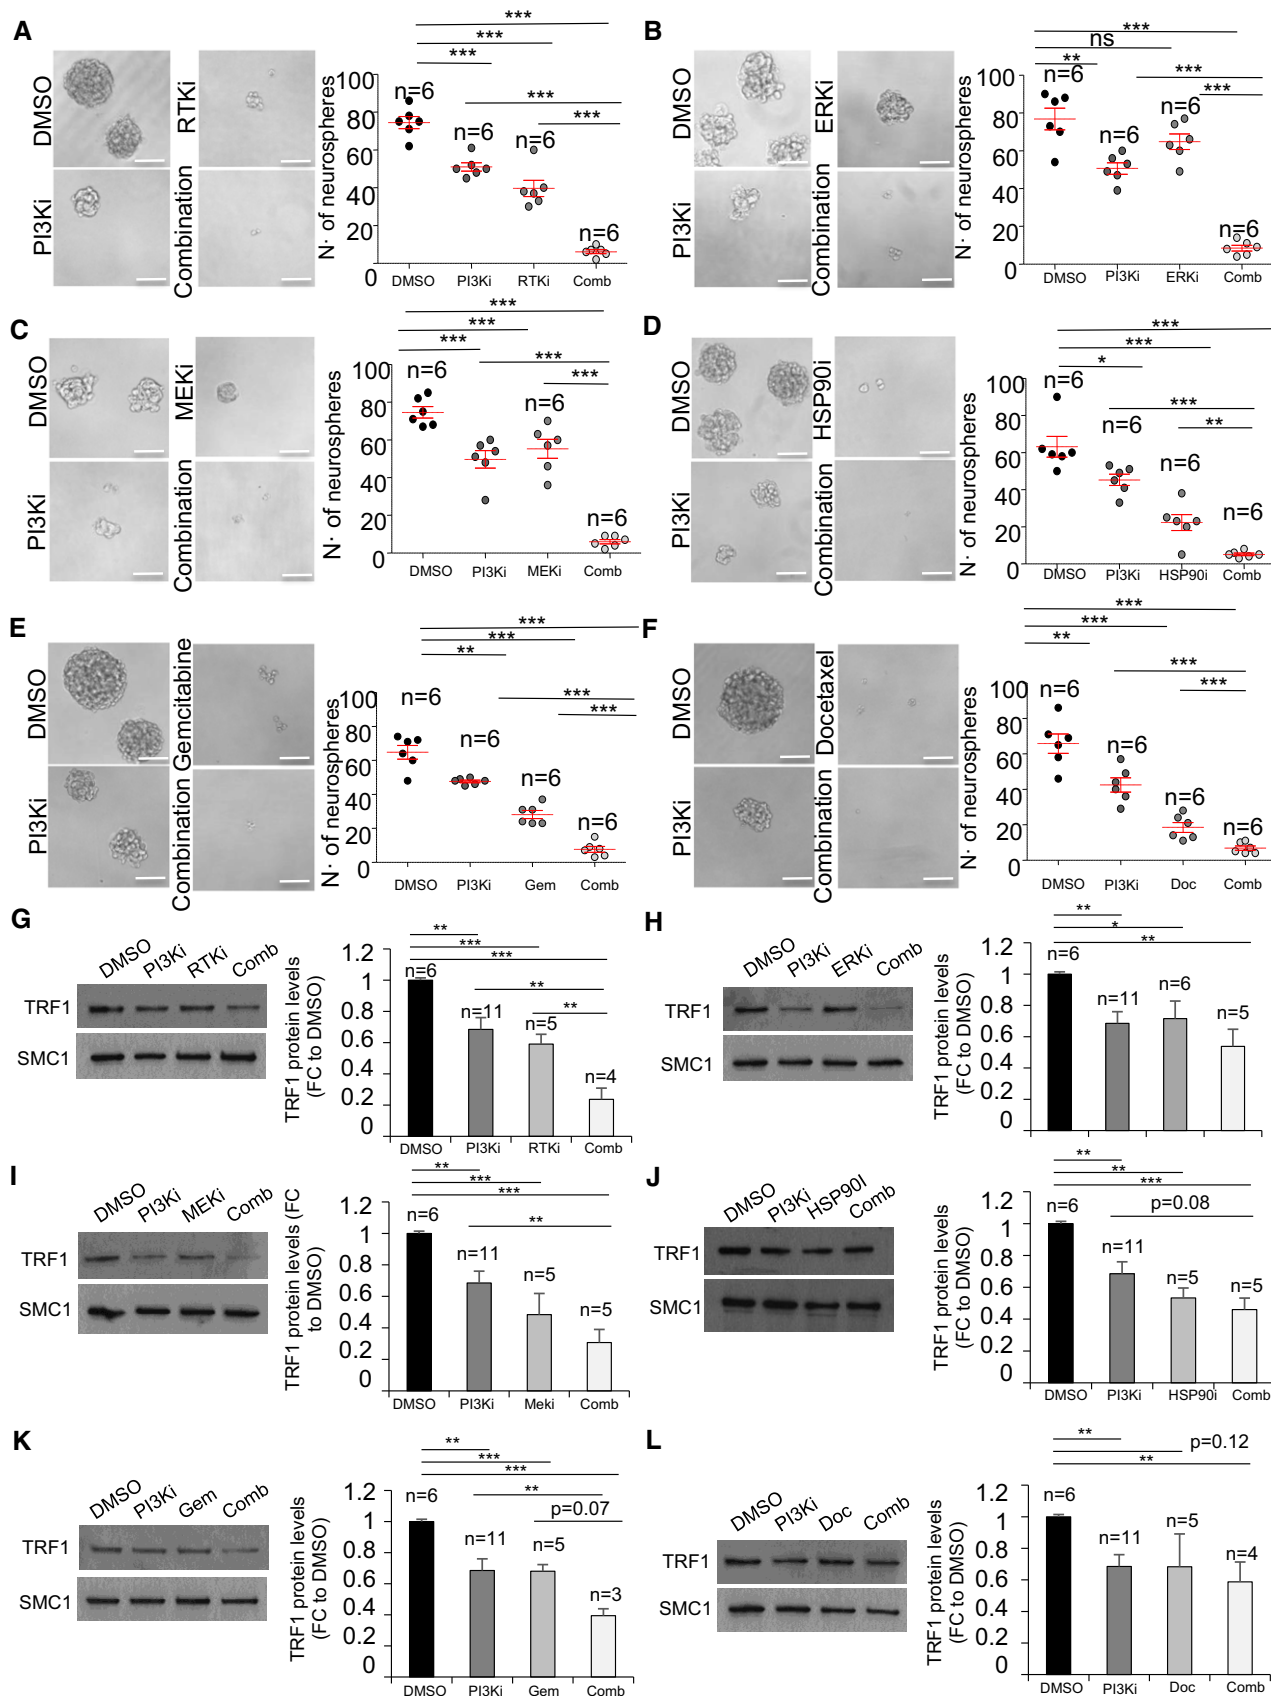 A
DMSO
RTKi
PI3Ki
Combination
N· of neurospheres
100
80
60
40
20
0
***
***
***
***
***
n=6
n=6
n=6
n=6
DMSO PI3Ki RTKi Comb
B
DMSO
ERKi
PI3Ki
Combination
N· of neurospheres
100
80
60
40
20
0
***
ns
**
***
***
n=6
n=6
n=6
n=6
DMSO PI3Ki ERKi Comb
C
DMSO
MEKi
PI3Ki
Combination
N· of neurospheres
100
80
60
40
20
0
***
***
***
***
***
n=6
n=6
n=6
n=6
DMSO PI3Ki MEKi Comb
D
DMSO
HSP90i
PI3Ki
Combination
N· of neurospheres
100
80
60
40
20
0
***
***
*
***
**
n=6
n=6
n=6
n=6
DMSO PI3Ki HSP90i Comb
E
DMSO
Gemcitabine
PI3Ki
Combination
N· of neurospheres
100
80
60
40
20
0
***
***
**
***
***
n=6
n=6
n=6
n=6
DMSO PI3Ki Gem Comb
F
DMSO
Docetaxel
PI3Ki
Combination
N· of neurospheres
100
80
60
40
20
0
***
***
**
***
***
n=6
n=6
n=6
n=6
DMSO PI3Ki Doc Comb
G
DMSO PI3Ki RTKi Comb
TRF1
SMC1
TRF1 protein levels
(FC to DMSO)
1.2
1
0.8
0.6
0.4
0.2
0
**
***
***
**
**
n=6
n=11
n=5
n=4
DMSO PI3Ki RTKi Comb
H
DMSO PI3Ki ERKi Comb
TRF1
SMC1
TRF1 protein levels
(FC to DMSO)
1.2
1
0.8
0.6
0.4
0.2
0
**
*
**
n=6
n=11
n=6
n=5
I
DMSO PI3Ki MEKi Comb
TRF1
SMC1
TRF1 protein levels (FC
to DMSO)
1.2
1
0.8
0.6
0.4
0.2
0
**
***
***
**
n=6
n=11
n=5
n=5
DMSO PI3Ki Meki Comb
J
DMSO PI3Ki HSP90I Comb
TRF1
SMC1
TRF1 protein levels
(FC to DMSO)
1.2
1
0.8
0.6
0.4
0.2
0
**
**
***
p=0.08
n=6
n=11
n=5
n=5
DMSO PI3Ki HSP90i Comb
K
DMSO PI3Ki Gem Comb
TRF1
SMC1
TRF1 protein levels
(FC to DMSO)
1.2
1
0.8
0.6
0.4
0.2
0
**
***
***
**
p=0.07
n=6
n=11
n=5
n=3
DMSO PI3Ki Gem Comb
L
DMSO PI3Ki Doc Comb
TRF1
SMC1
TRF1 protein levels
(FC to DMSO)
1.2
1
0.8
0.6
0.4
0.2
0
**
p=0.12
**
n=6
n=11
n=5
n=4
DMSO PI3Ki Doc Comb